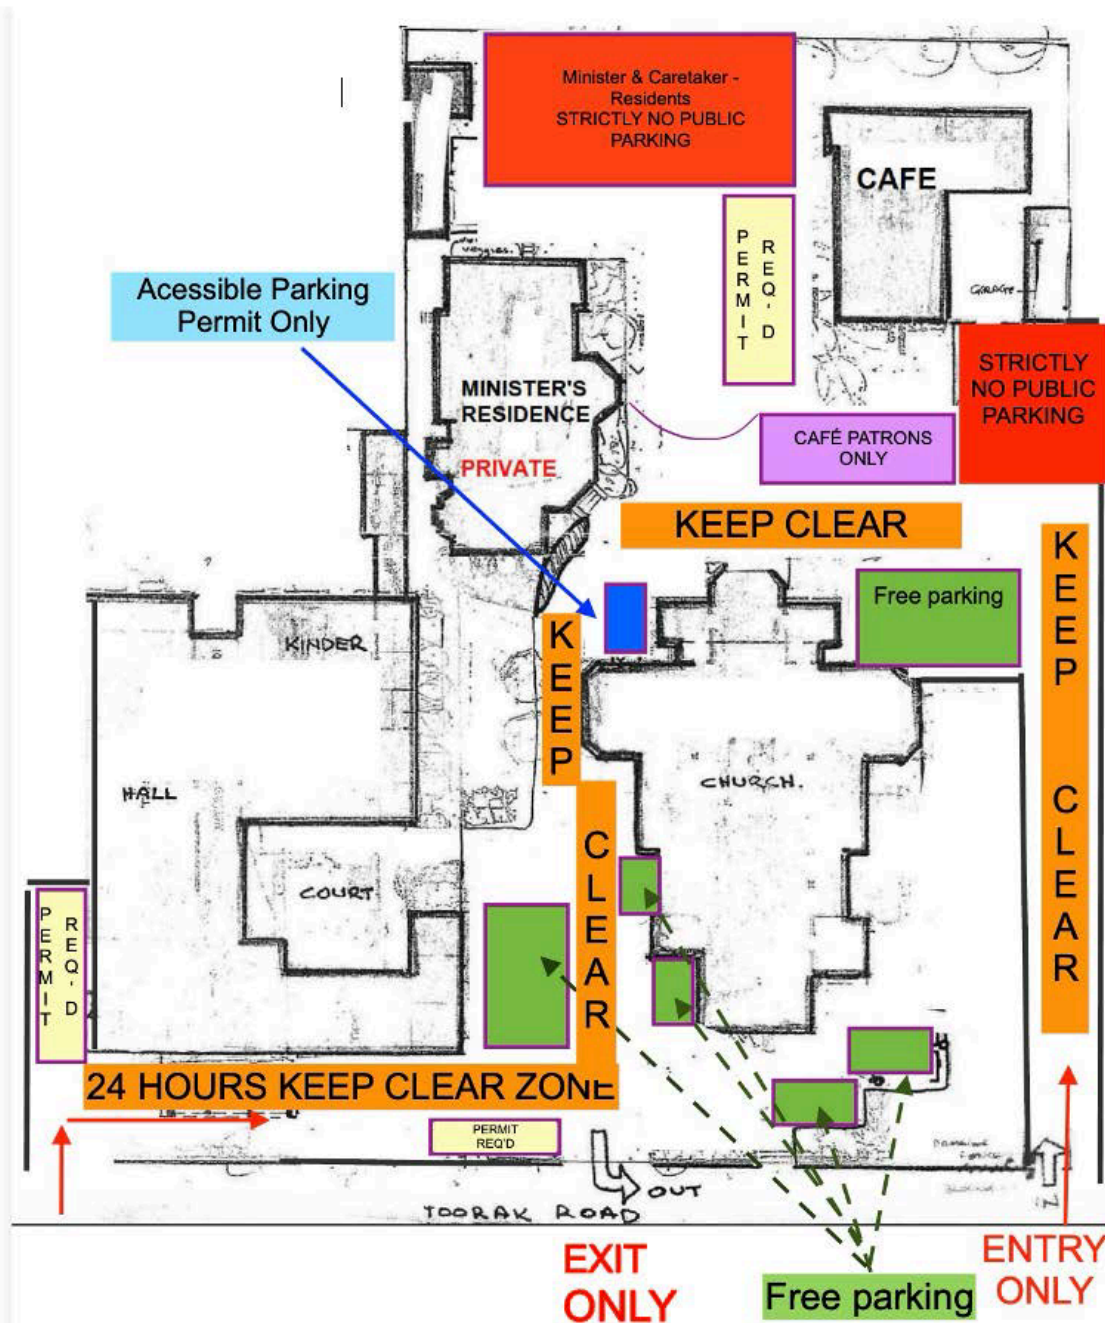 Minister & Caretaker -
Residents
STRICTLY NO PUBLIC
PARKING
CAFE
PERMIT
REQ'D
Acessible Parking
Permit Only
GARAGE
STRICTLY
NO PUBLIC
PARKING
MINISTER'S
RESIDENCE
PRIVATE
CAFÉ PATRONS
ONLY
KEEP CLEAR
KEEP CLEAR
Free parking
KINDER
KEEP
CLEAR
HALL
CHURCH.
COURT
PERMIT
REQ'D
24 HOURS KEEP CLEAR ZONE
PERMIT
REQ'D
OUT
TOORAK ROAD
EXIT
ONLY
ENTRY
ONLY
Free parking